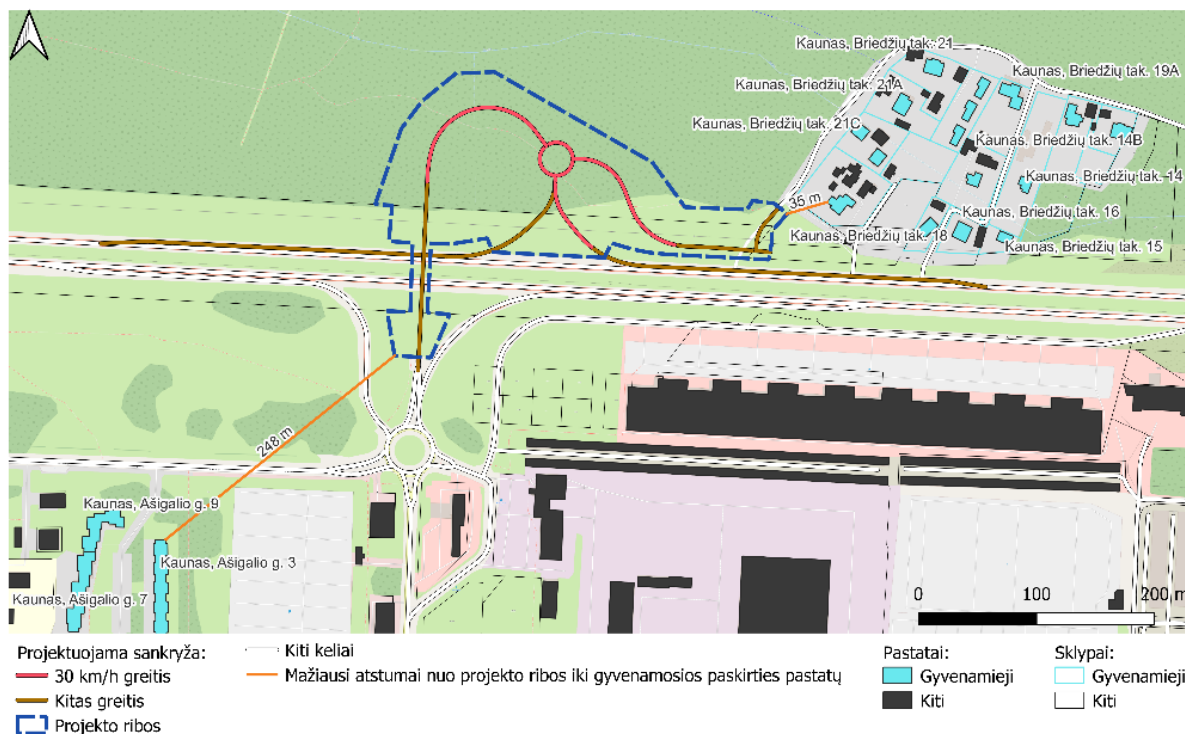 Kaunas, Briedžių tak. 21
Kaunas, Briedžių tak. 19A
Kaunas, Briedžių tak. 21A
Kaunas, Briedžių tak. 21C
Kaunas, Briedžių tak. 14B
Kaunas, Briedžių tak. 14
35 m
Kaunas, Briedžių tak. 16
Kaunas, Briedžių tak. 18
Kaunas, Briedžių tak. 15
248 m
Kaunas, Ašigalio g. 9
Kaunas, Ašigalio g. 3
Kaunas, Ašigalio g. 7
0 100 200 m
Projektuojama sankryža:
30 km/h greitis
Kitas greitis
Projekto ribos
Kiti keliai
Mažiausi atstumai nuo projekto ribos iki gyvenamosios paskirties pastatų
Pastatai:
Gyvenamieji
Kiti
Sklypai:
Gyvenamieji
Kiti